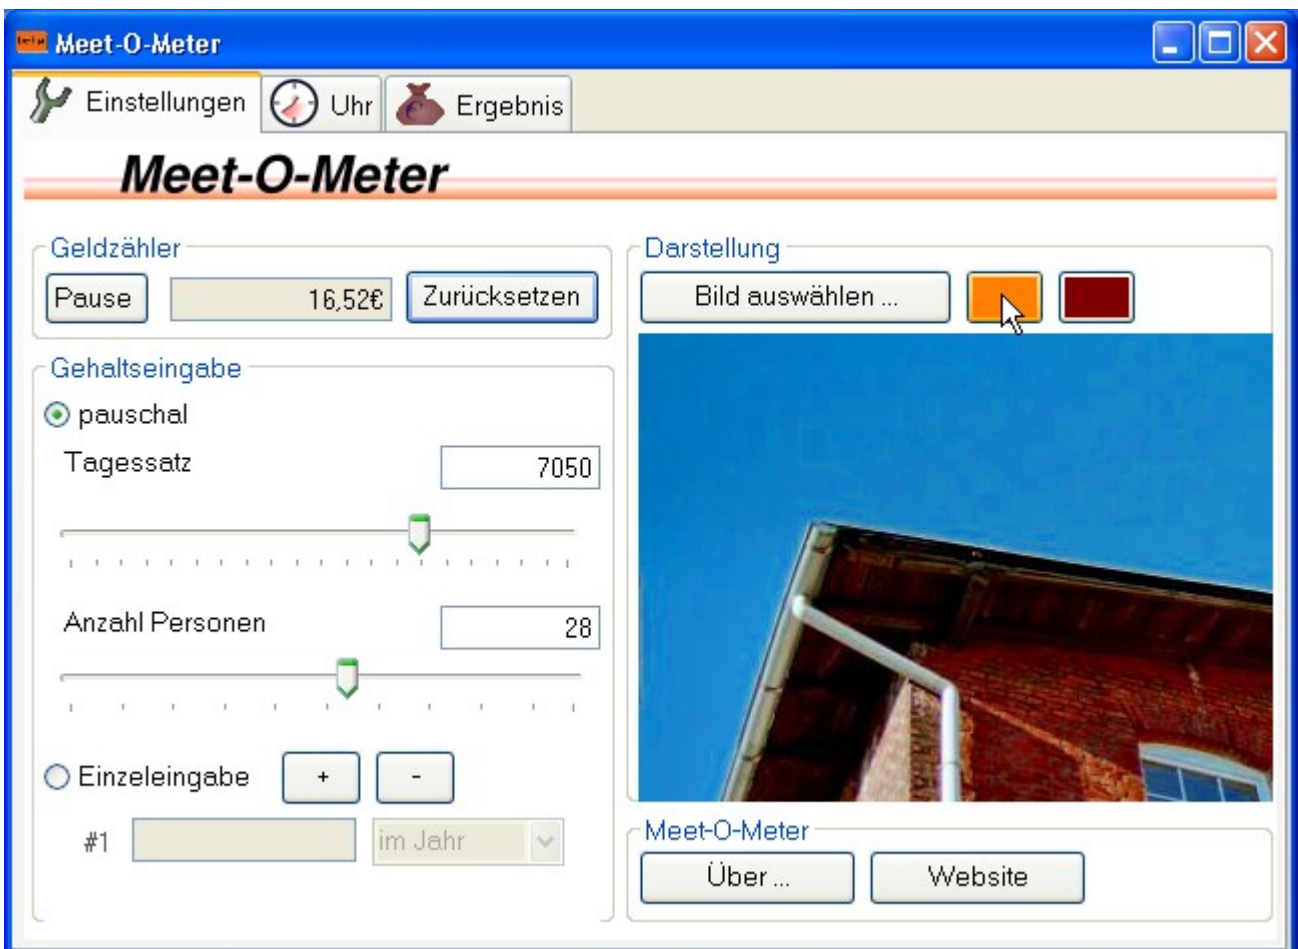 Meet-O-Meter
Einstellungen
Uhr
Ergebnis
Meet-O-Meter
Geldzähler
Pause
16,52€
Zurücksetzen
Gehaltseingabe
pauschal
Tagessatz
7050
Anzahl Personen
28
Einzeleingabe
+
-
#1
im Jahr
Darstellung
Bild auswählen ...
Meet-O-Meter
Über ...
Website